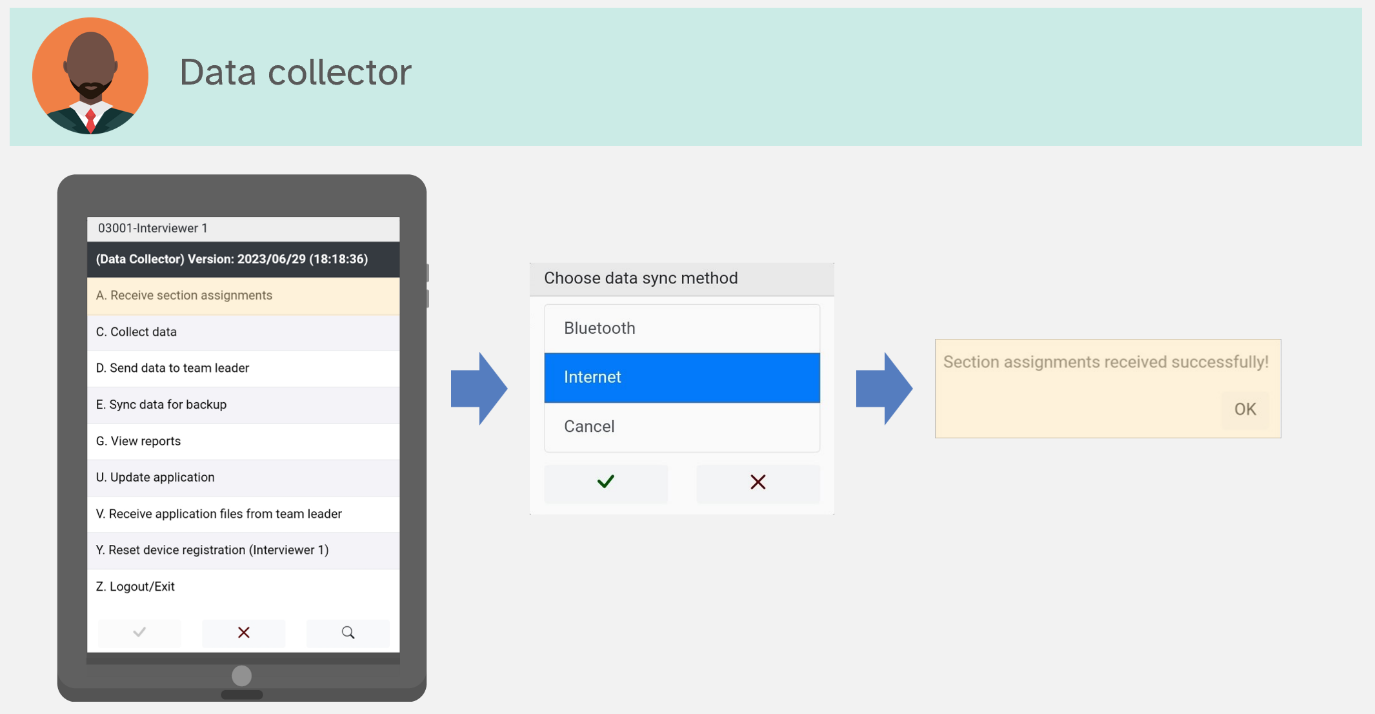 Data collector
03001-Interviewer 1
(Data Collector) Version: 2023/06/29 (18:18:36)
A. Receive section assignments
C. Collect data
D. Send data to team leader
E. Sync data for backup
G. View reports
U. Update application
V. Receive application files from team leader
Y. Reset device registration (Interviewer 1)
Z. Logout/Exit
Choose data sync method
Bluetooth
Internet
Cancel
Section assignments received successfully!
OK